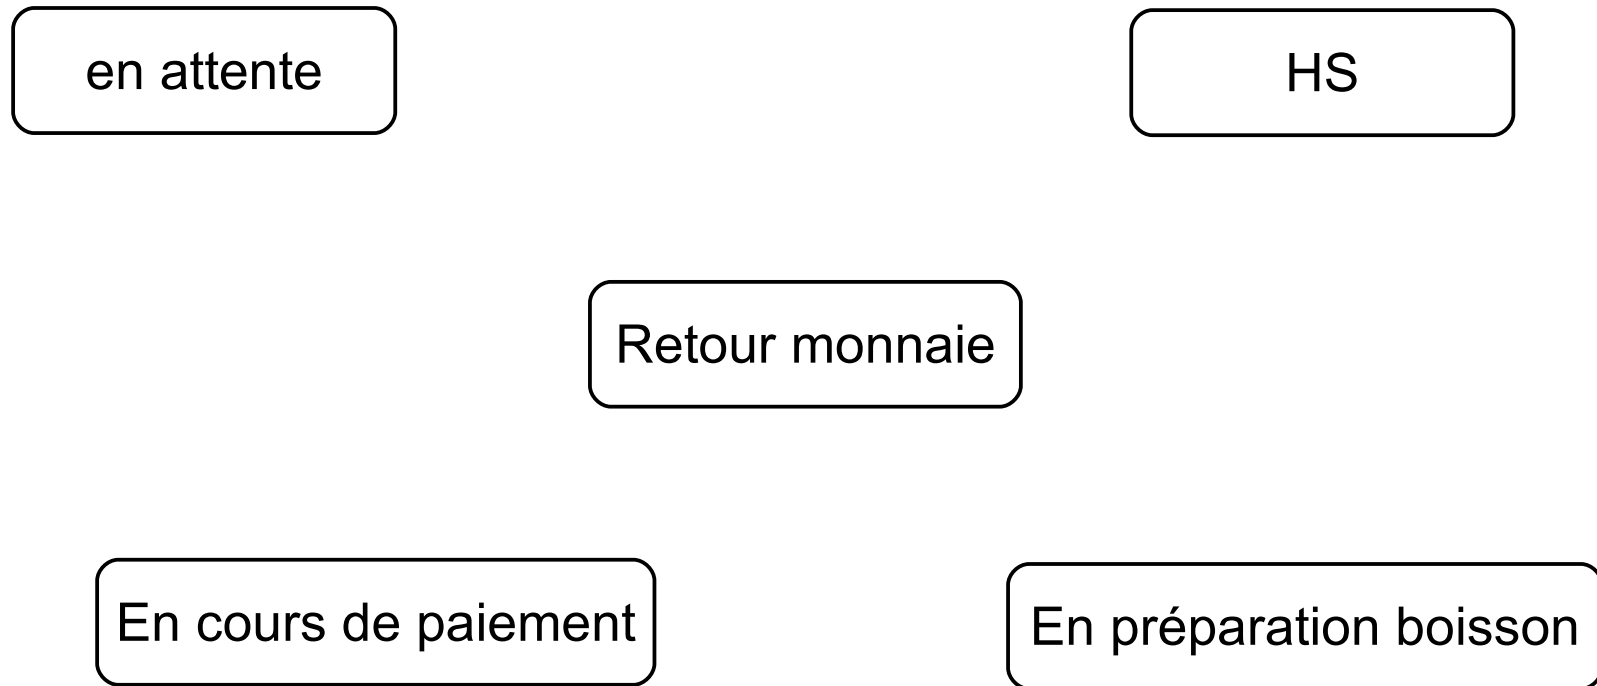 en attente
HS
Retour monnaie
En cours de paiement
En préparation boisson